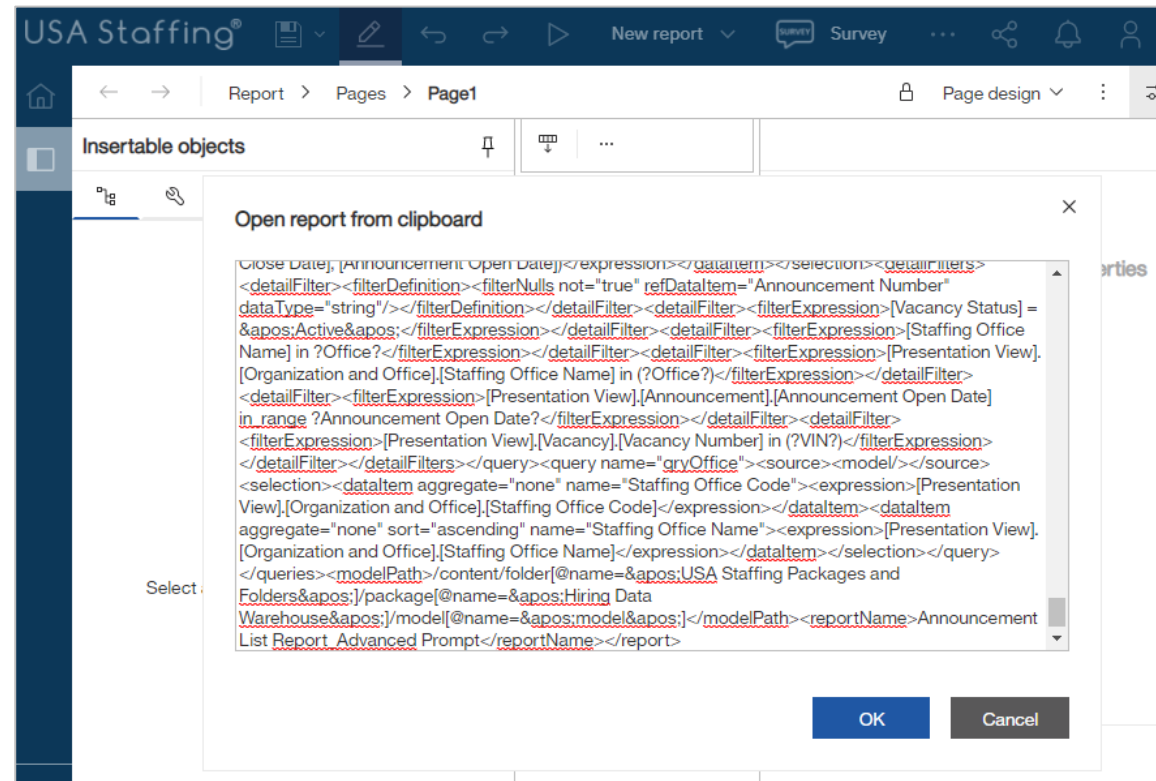 USA Staffing®
New report
SURVEY
Survey
Report > Pages > Page1
Page design
Insertable objects
Open report from clipboard
erties
Close Date], [Announcement Open Date])</expression></dataItem></selection><detailFilters>
<detailFilter><filterDefinition><filterNulls not="true" refDataItem="Announcement Number"
dataType="string"/></filterDefinition></detailFilter><detailFilter><filterExpression>[Vacancy Status] =
&apos;Active&apos;</filterExpression></detailFilter><detailFilter><filterExpression>[Staffing Office
Name] in ?Office?</filterExpression></detailFilter><detailFilter><filterExpression>[Presentation View].
[Organization and Office].[Staffing Office Name] in (?Office?)</filterExpression></detailFilter>
<detailFilter><filterExpression>[Presentation View].[Announcement].[Announcement Open Date]
in_range ?Announcement Open Date?</filterExpression></detailFilter><detailFilter>
<filterExpression>[Presentation View].[Vacancy].[Vacancy Number] in (?VIN?)</filterExpression>
</detailFilter></detailFilters></query><query name="qryOffice"><source><model/></source>
<selection><dataItem aggregate="none" name="Staffing Office Code"><expression>[Presentation
View].[Organization and Office].[Staffing Office Code]</expression></dataItem><dataItem
aggregate="none" sort="ascending" name="Staffing Office Name"><expression>[Presentation View].
[Organization and Office].[Staffing Office Name]</expression></dataItem></selection></query>
</queries><modelPath>/content/folder[@name=&apos;USA Staffing Packages and
Folders&apos;]/package[@name=&apos;Hiring Data
Warehouse&apos;]/model[@name=&apos;model&apos;]</modelPath><reportName>Announcement
List Report_Advanced Prompt</reportName></report>
Select
OK
Cancel